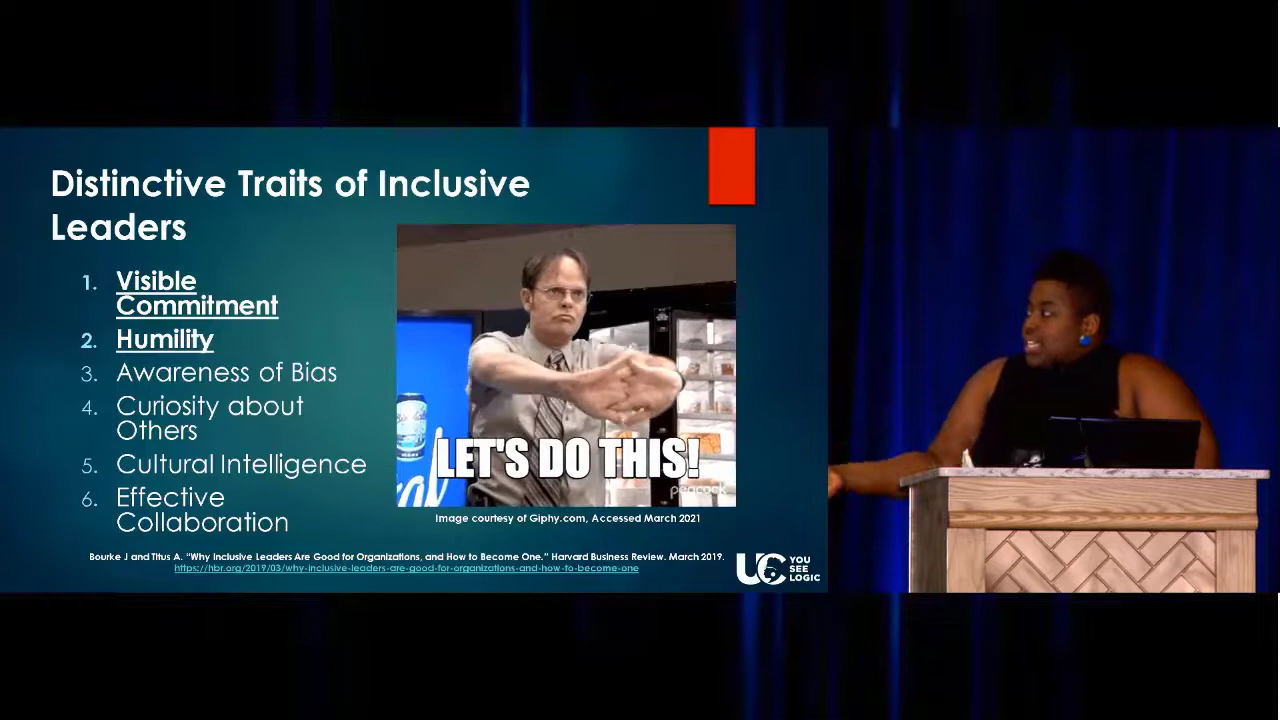 Distinctive Traits of Inclusive
Leaders
1. Visible
Commitment
2. Humility
3. Awareness of Bias
4. Curiosity about
Others
5. Cultural Intelligence
6. Effective
Collaboration
LET'S DO THIS!
peacock
Image courtesy of Giphy.com, Accessed March 2021
Bourke J and Titus A. “Why Inclusive Leaders Are Good for Organizations, and How to Become One.” Harvard Business Review. March 2019.
https://hbr.org/2019/03/why-inclusive-leaders-are-good-for-organizations-and-how-to-become-one
UC YOU
SEE
LOGIC